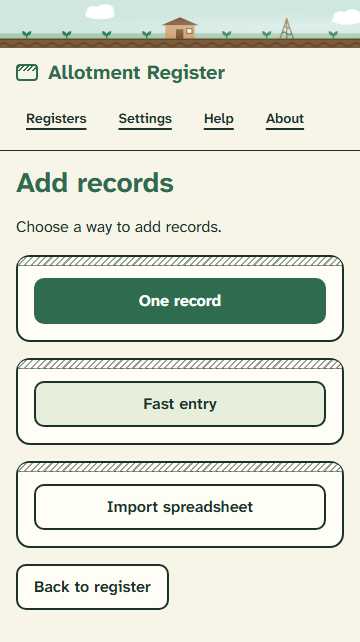 Allotment Register
Registers Settings Help About
Add records
Choose a way to add records.
One record
Fast entry
Import spreadsheet
Back to register